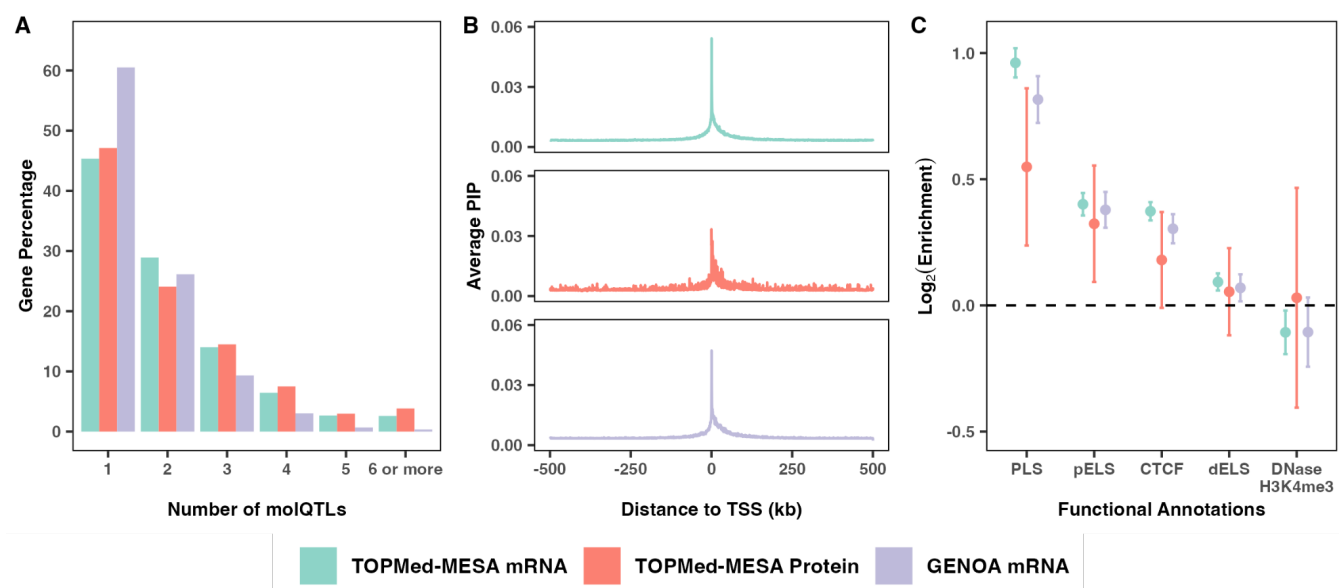 A
Gene Percentage
60
50
40
30
20
10
0
1 2 3 4 5 6 or more
Number of molQTLs
B
Average PIP
0.06
0.03
0.00
0.06
0.03
0.00
0.06
0.03
0.00
-500 -250 0 250 500
Distance to TSS (kb)
C
Log2(Enrichment)
1.0
0.5
0.0
-0.5
PLS pELS CTCF dELS DNase
H3K4me3
Functional Annotations
TOPMed-MESA mRNA TOPMed-MESA Protein GENOA mRNA